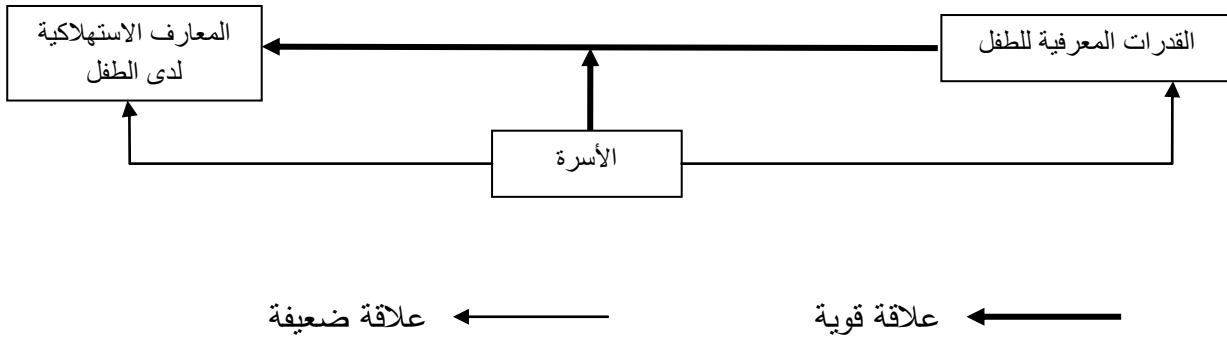 القدرات المعرفية للطفل
المعارف الاستهلاكية
لدى الطفل
الأسرة
علاقة قوية
علاقة ضعيفة